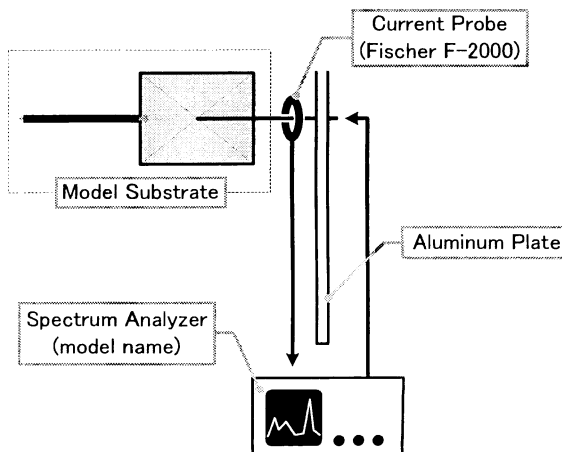 Current Probe
(Fischer F-2000)
Model Substrate
Aluminum Plate
Spectrum Analyzer
(model name)